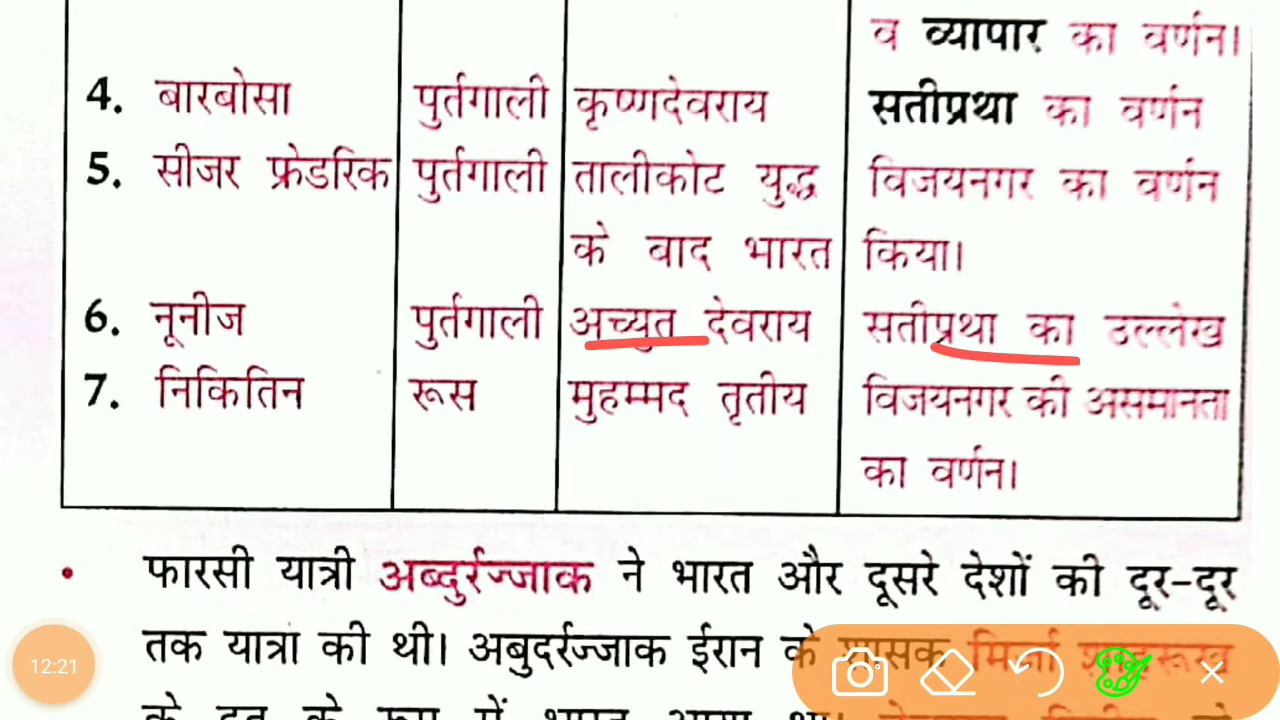 व व्यापार का वर्णन।
4. बारबोसा पुर्तगाली कृष्णदेवराय सतीप्रथा का वर्णन
5. सीजर फ्रेडरिक पुर्तगाली तालीकोट युद्ध विजयनगर का वर्णन
के बाद भारत किया।
6. नूनीज पुर्तगाली अच्युत देवराय सतीप्रथा का उल्लेख
7. निकितिन रूस मुहम्मद तृतीय विजयनगर की असमानता
का वर्णन।
• फारसी यात्री अब्दुर्रज्जाक ने भारत और दूसरे देशों की दूर-दूर
तक यात्रा की थी। अबुदर्रज्जाक ईरान के शासक मिर्जा शाहरूख
12:21